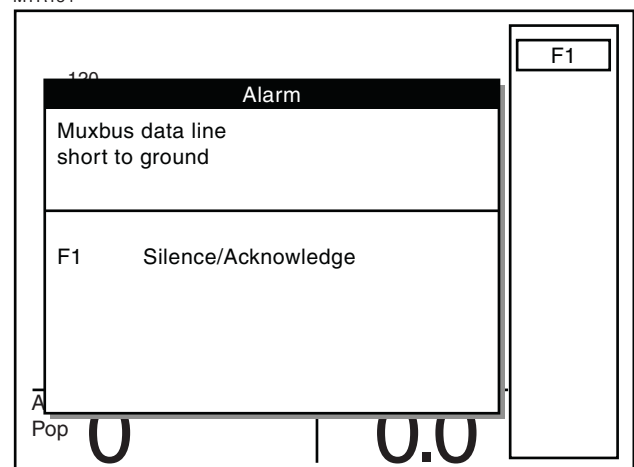 F1
Alarm
Muxbus data line
short to ground
F1 Silence/Acknowledge
Pop 0 0.0